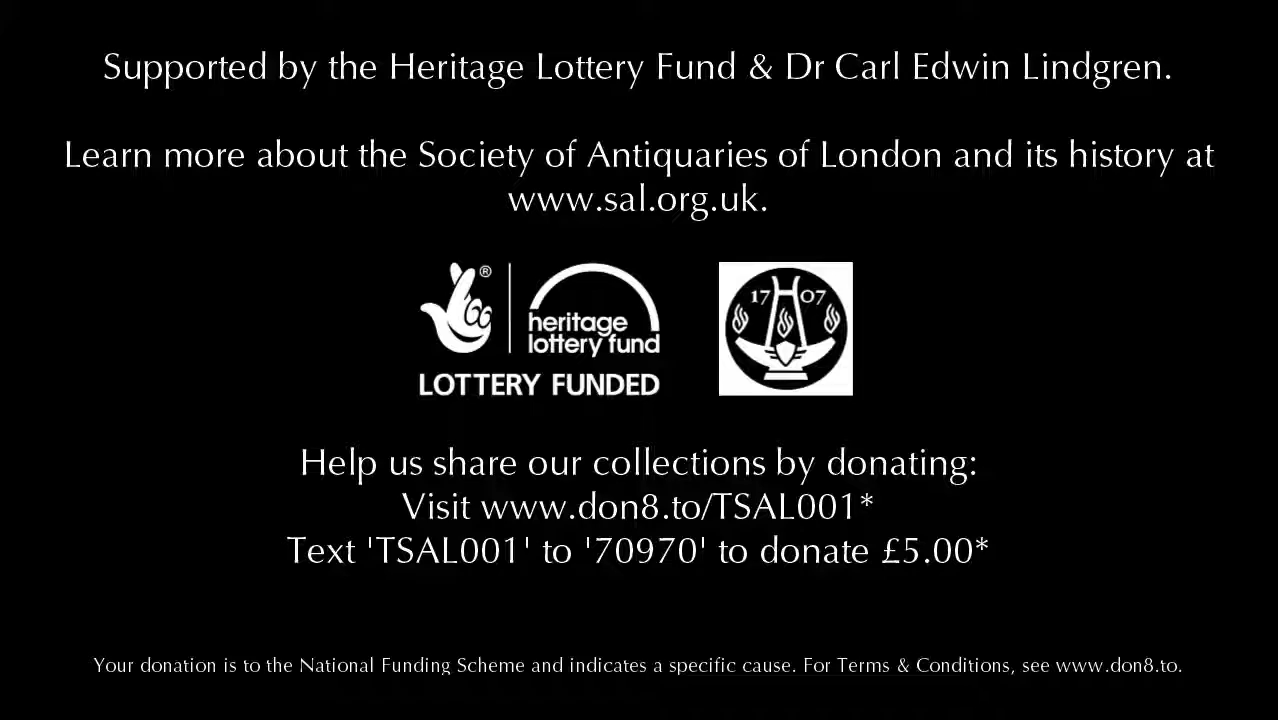 Supported by the Heritage Lottery Fund & Dr Carl Edwin Lindgren.
Learn more about the Society of Antiquaries of London and its history at
www.sal.org.uk.
®
heritage
lottery fund
LOTTERY FUNDED
17 07
Help us share our collections by donating:
Visit www.don8.to/TSAL001*
Text 'TSAL001' to '70970' to donate £5.00*
Your donation is to the National Funding Scheme and indicates a specific cause. For Terms & Conditions, see www.don8.to.